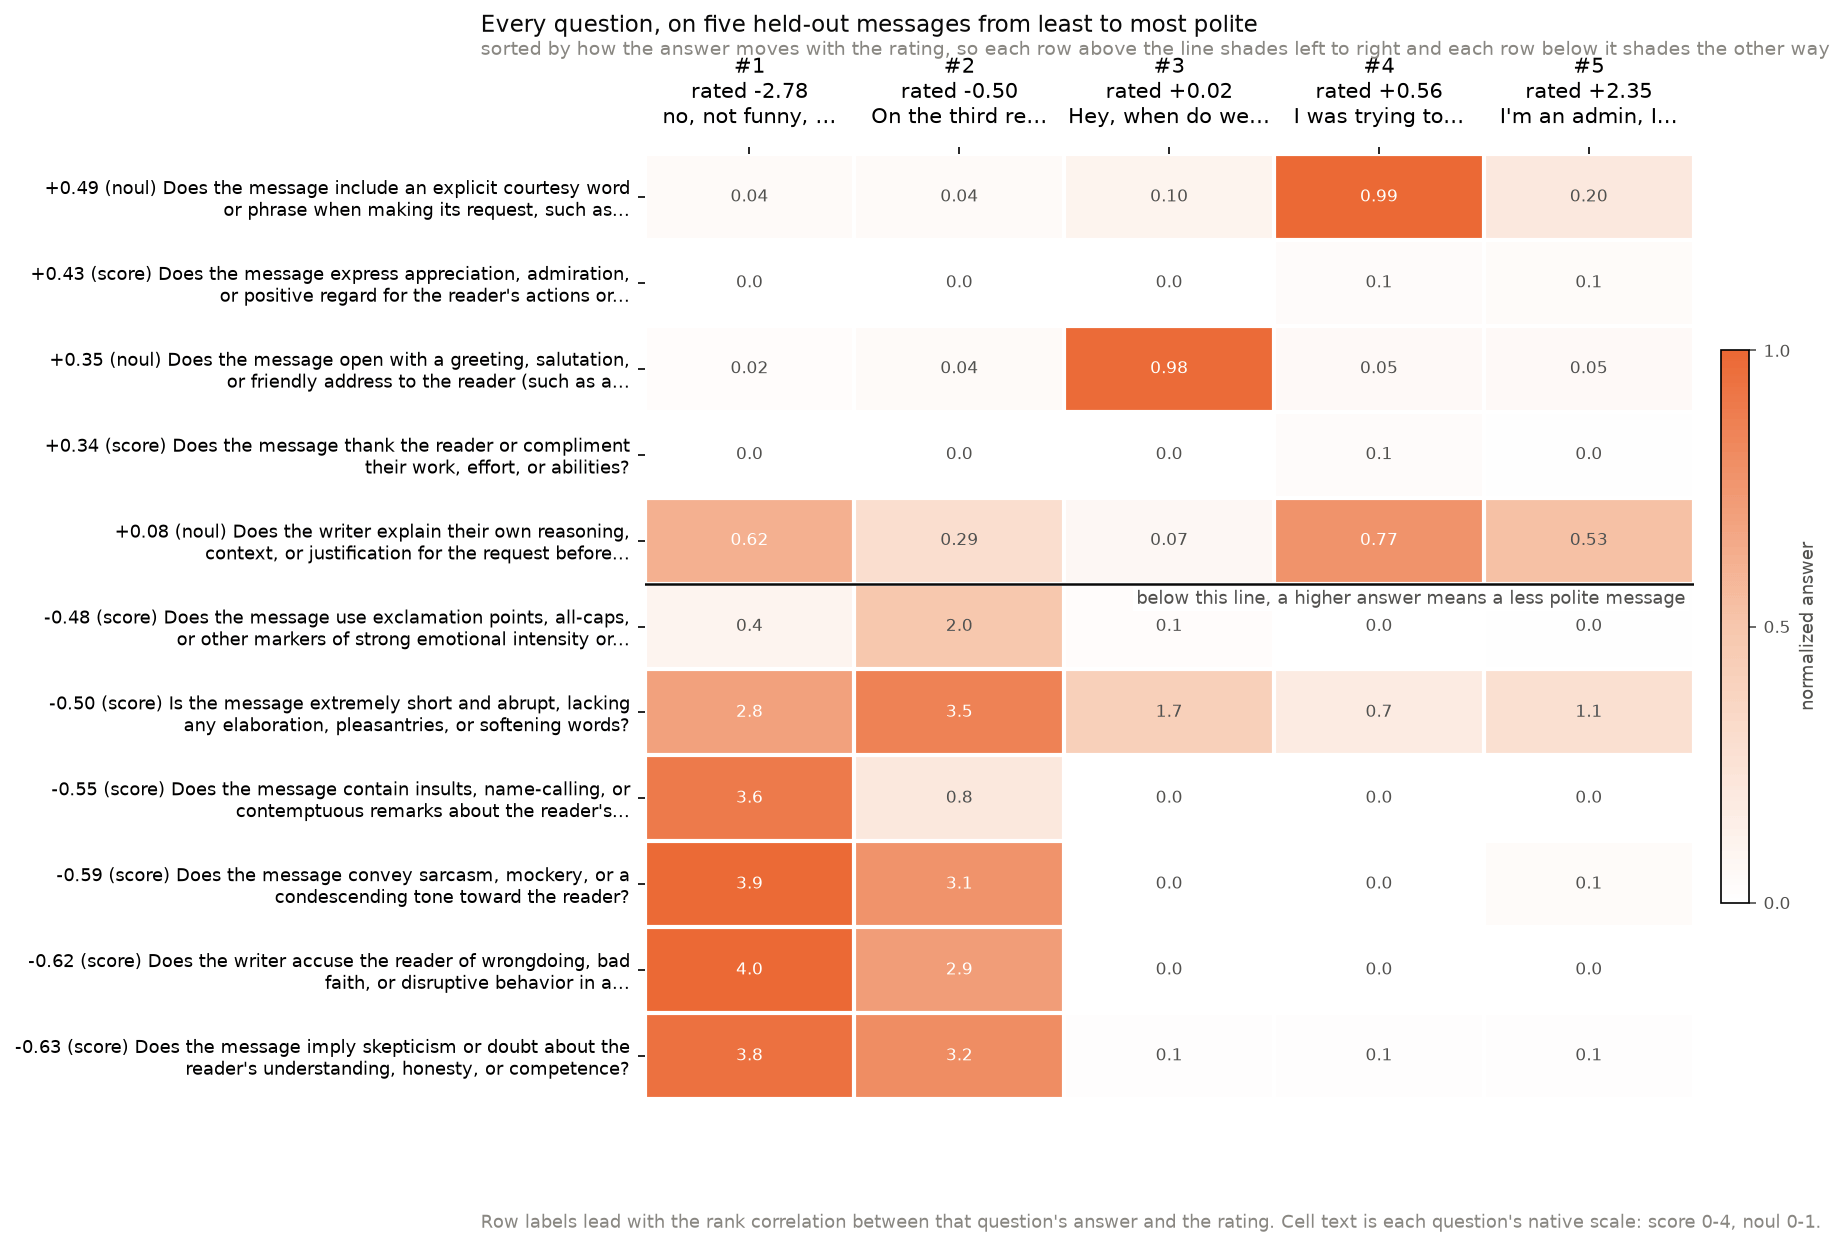 Every question, on five held-out messages from least to most polite
sorted by how the answer moves with the rating, so each row above the line shades left to right and each row below it shades the other way
#1 #2 #3 #4 #5
rated -2.78 rated -0.50 rated +0.02 rated +0.56 rated +2.35
no, not funny, ... On the third re... Hey, when do we... I was trying to... I'm an admin, I...
+0.49 (noul) Does the message include an explicit courtesy word
or phrase when making its request, such as...
0.04 0.04 0.10 0.99 0.20
+0.43 (score) Does the message express appreciation, admiration,
or positive regard for the reader's actions or...
0.0 0.0 0.0 0.1 0.1
+0.35 (noul) Does the message open with a greeting, salutation,
or friendly address to the reader (such as a...
0.02 0.04 0.98 0.05 0.05
+0.34 (score) Does the message thank the reader or compliment
their work, effort, or abilities?
0.0 0.0 0.0 0.1 0.0
+0.08 (noul) Does the writer explain their own reasoning,
context, or justification for the request before...
0.62 0.29 0.07 0.77 0.53
below this line, a higher answer means a less polite message
-0.48 (score) Does the message use exclamation points, all-caps,
or other markers of strong emotional intensity or...
0.4 2.0 0.1 0.0 0.0
-0.50 (score) Is the message extremely short and abrupt, lacking
any elaboration, pleasantries, or softening words?
2.8 3.5 1.7 0.7 1.1
-0.55 (score) Does the message contain insults, name-calling, or
contemptuous remarks about the reader's...
3.6 0.8 0.0 0.0 0.0
-0.59 (score) Does the message convey sarcasm, mockery, or a
condescending tone toward the reader?
3.9 3.1 0.0 0.0 0.1
-0.62 (score) Does the writer accuse the reader of wrongdoing, bad
faith, or disruptive behavior in a...
4.0 2.9 0.0 0.0 0.0
-0.63 (score) Does the message imply skepticism or doubt about the
reader's understanding, honesty, or competence?
3.8 3.2 0.1 0.1 0.1
1.0
0.5
0.0
normalized answer
Row labels lead with the rank correlation between that question's answer and the rating. Cell text is each question's native scale: score 0-4, noul 0-1.